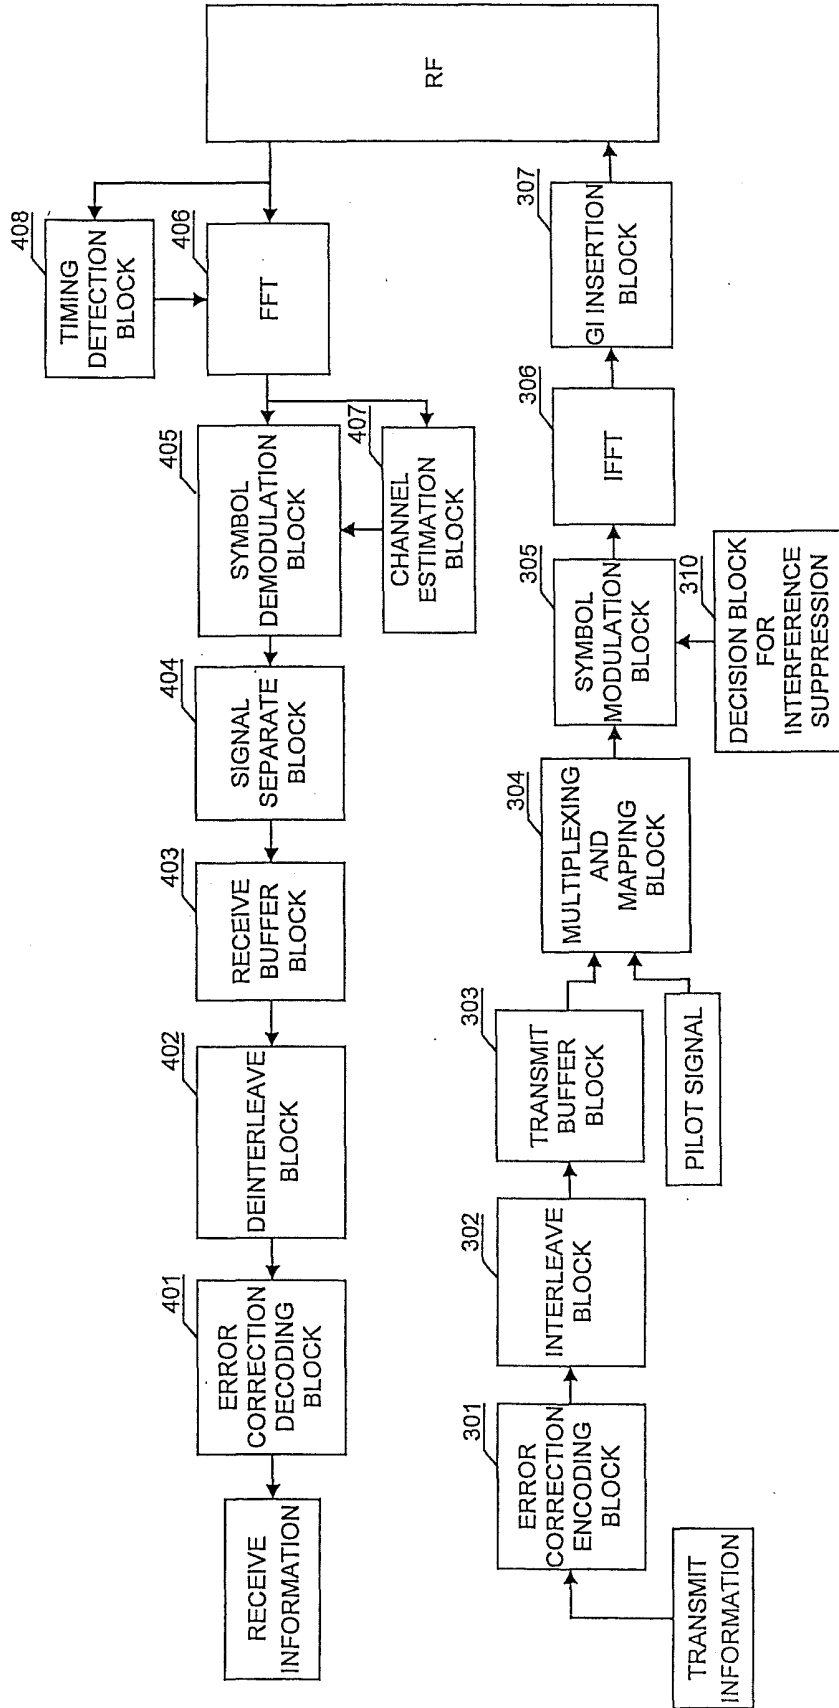 RECEIVE
INFORMATION
401
ERROR
CORRECTION
DECODING
BLOCK
402
DEINTERLEAVE
BLOCK
403
RECEIVE
BUFFER
BLOCK
404
SIGNAL
SEPARATE
BLOCK
405
SYMBOL
DEMODULATION
BLOCK
407
CHANNEL
ESTIMATION
BLOCK
406
FFT
408
TIMING
DETECTION
BLOCK
RF
TRANSMIT
INFORMATION
301
ERROR
CORRECTION
ENCODING
BLOCK
302
INTERLEAVE
BLOCK
303
TRANSMIT
BUFFER
BLOCK
PILOT SIGNAL
304
MULTIPLEXING
AND
MAPPING
BLOCK
305
SYMBOL
MODULATION
BLOCK
310
DECISION BLOCK
FOR
INTERFERENCE
SUPPRESSION
306
IFFT
307
GI INSERTION
BLOCK